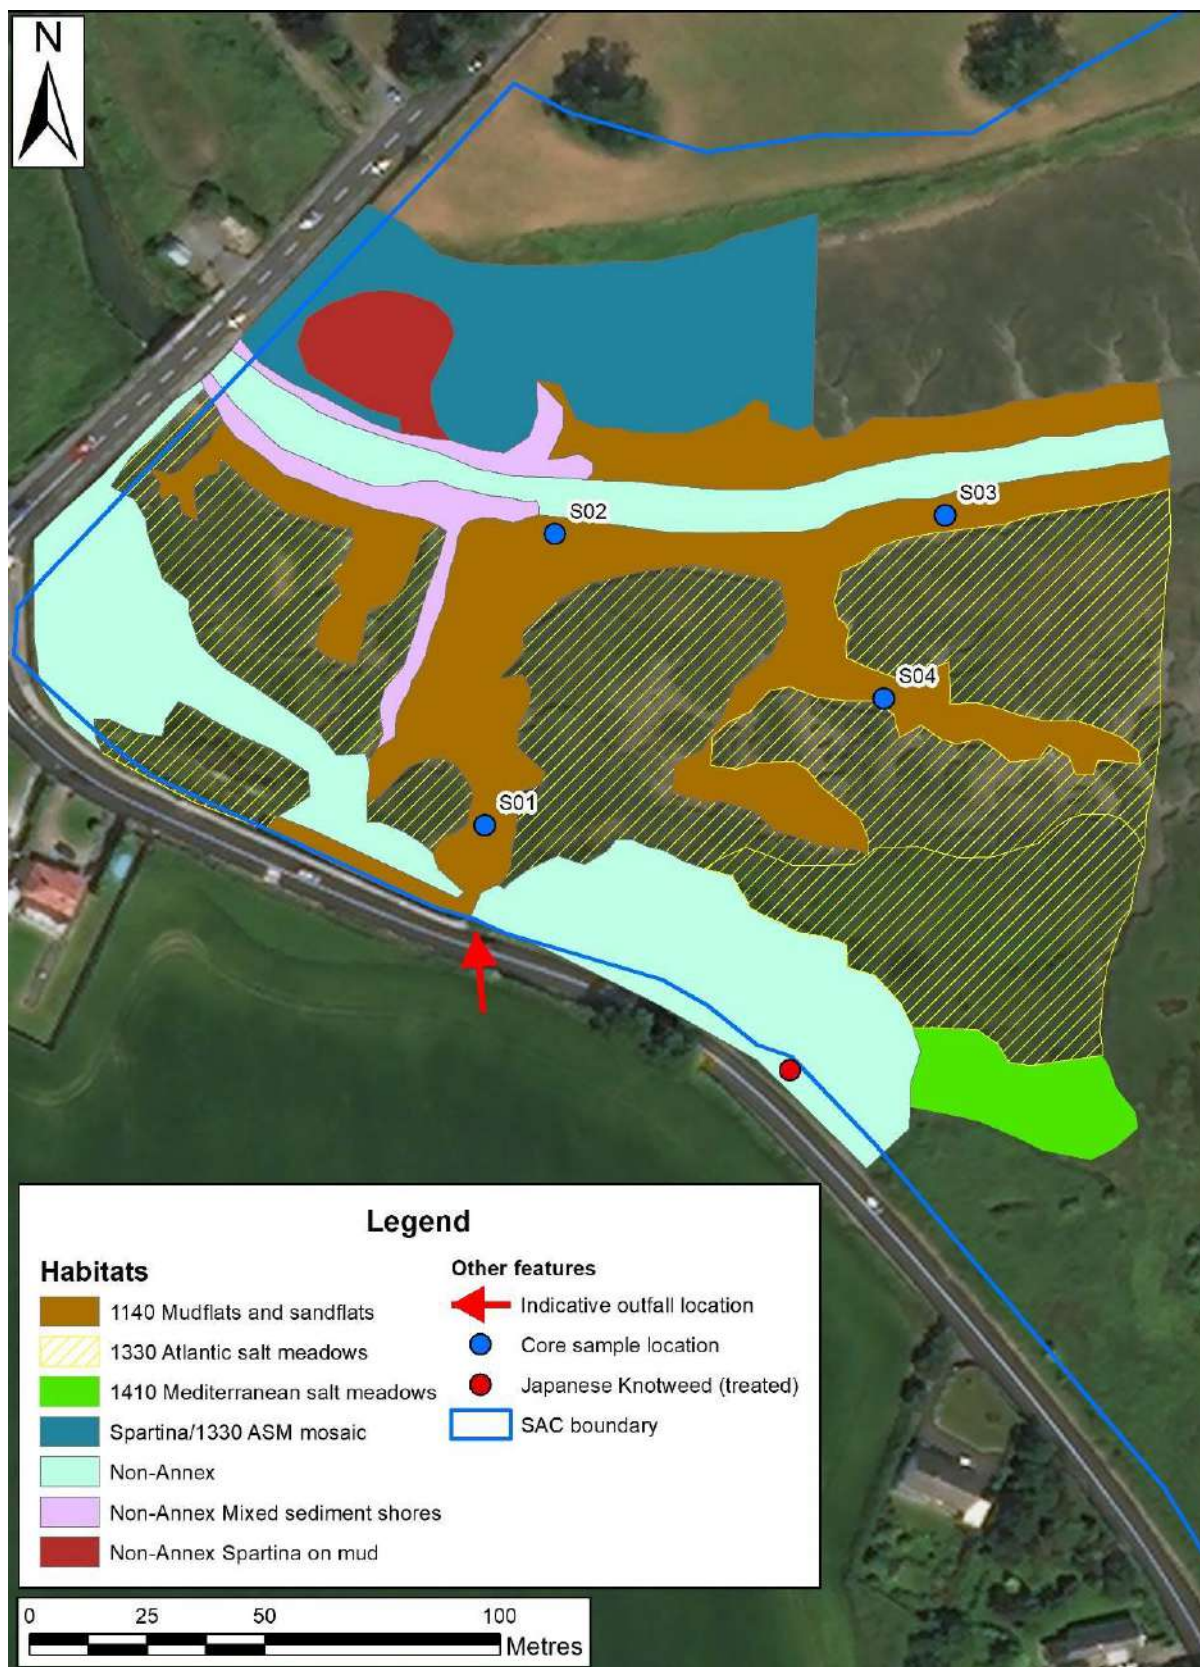 N
S02
S03
S04
S01
Legend
Habitats
1140 Mudflats and sandflats
1330 Atlantic salt meadows
1410 Mediterranean salt meadows
Spartina/1330 ASM mosaic
Non-Annex
Non-Annex Mixed sediment shores
Non-Annex Spartina on mud
Other features
Indicative outfall location
Core sample location
Japanese Knotweed (treated)
SAC boundary
0 25 50 100
Metres